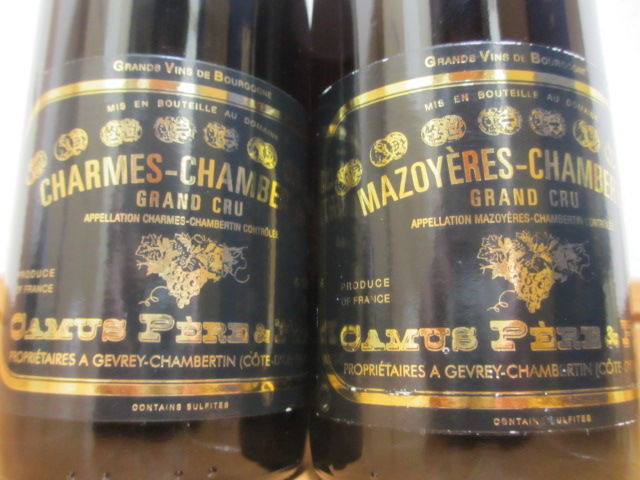 GRANDS VINS DE BOURGOGNE
MIS EN BOUTEILLE AU DOMAINE
CHARMES-CHAMBE
GRAND CRU
APPELLATION CHARMES-CHAMBERTIN CONTRÔLÉE
PRODUCE
OF FRANCE
CAMUS PÈRE &
PROPRIÉTAIRES A GEVREY-CHAMBERTIN (CÔTE-D'
CONTAINS SULFITES
GRANDS VINS DE BOURGOGNE
MIS EN BOUTEILLE AU DOMAINE
MAZOYÈRES-CHAMBE
GRAND CRU
APPELLATION MAZOYÈRES-CHAMBERTIN CONTRÔLÉE
PRODUCE
OF FRANCE
CAMUS PÈRE &
PROPRIÉTAIRES A GEVREY-CHAMBERTIN (CÔTE-D'
CONTAINS SULFITES